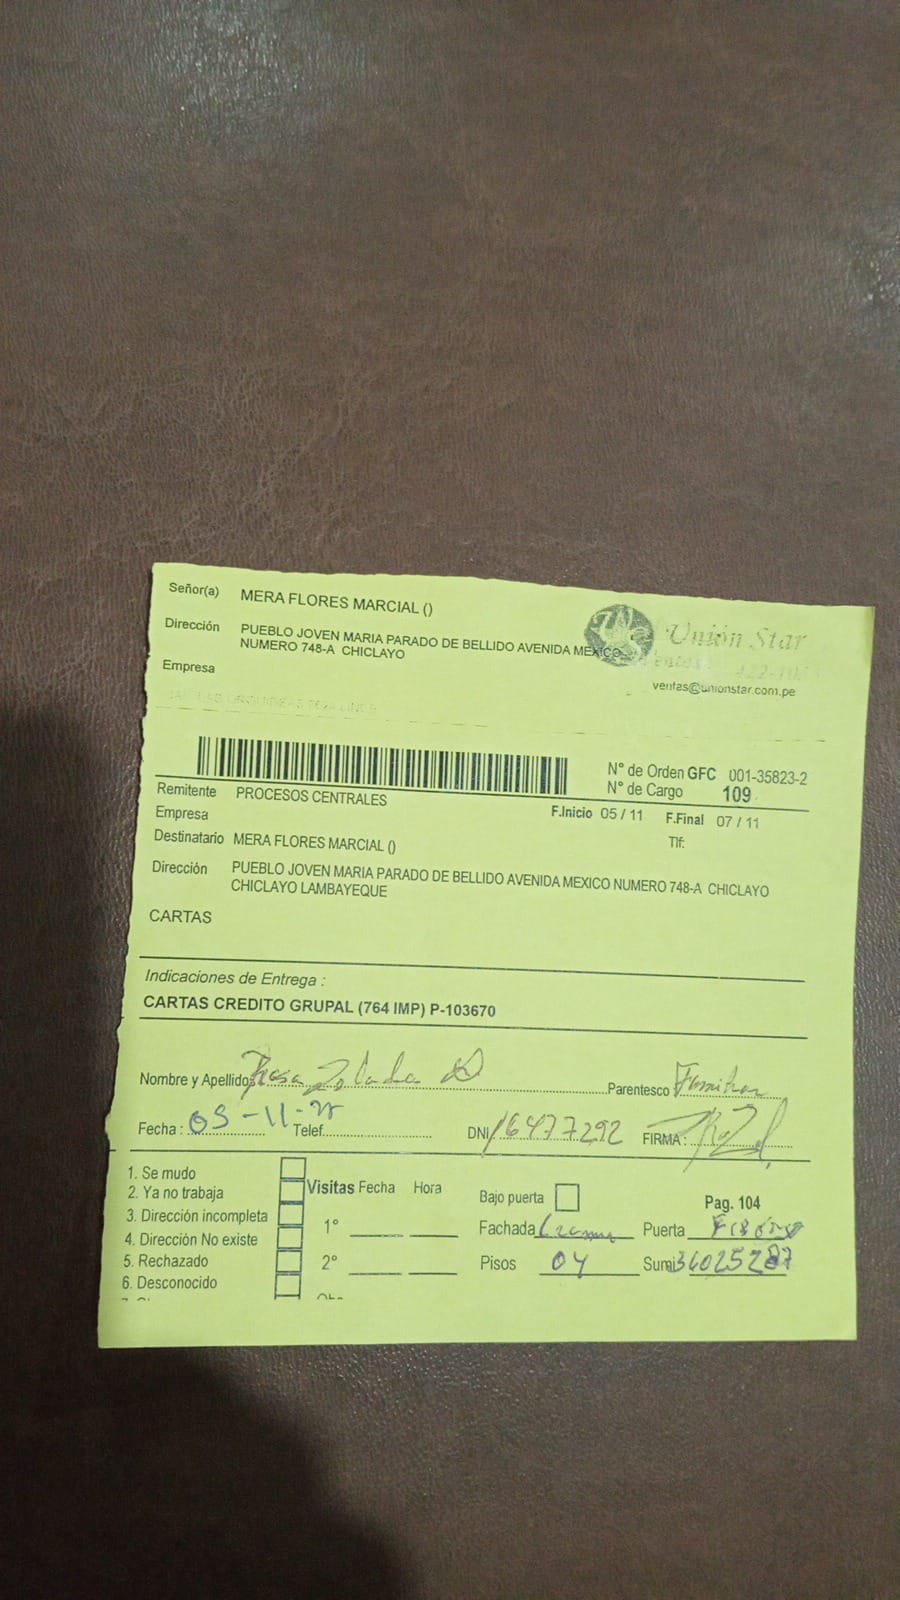 Señor(a) MERA FLORES MARCIAL ()
Dirección PUEBLO JOVEN MARIA PARADO DE BELLIDO AVENIDA MEXICO
NUMERO 748-A CHICLAYO
Unión Star
Empresa
ventas@unionstar.com.pe
N° de Orden GFC 001-35823-2
N° de Cargo 109
Remitente PROCESOS CENTRALES
Empresa F.Inicio 05 / 11 F.Final 07 / 11
Destinatario MERA FLORES MARCIAL () Tlf:
Dirección PUEBLO JOVEN MARIA PARADO DE BELLIDO AVENIDA MEXICO NUMERO 748-A CHICLAYO
CHICLAYO LAMBAYEQUE
CARTAS
Indicaciones de Entrega :
CARTAS CREDITO GRUPAL (764 IMP) P-103670
Nombre y Apellidos Rosa Parentesco Familiar
Fecha : 05-11- Telef. DNI 16477292 FIRMA :
1. Se mudo
2. Ya no trabaja
3. Dirección incompleta
4. Dirección No existe
5. Rechazado
6. Desconocido
Visitas Fecha Hora
1°
2°
Bajo puerta Pag. 104
Fachada Crema Puerta
Pisos 04 Sumi